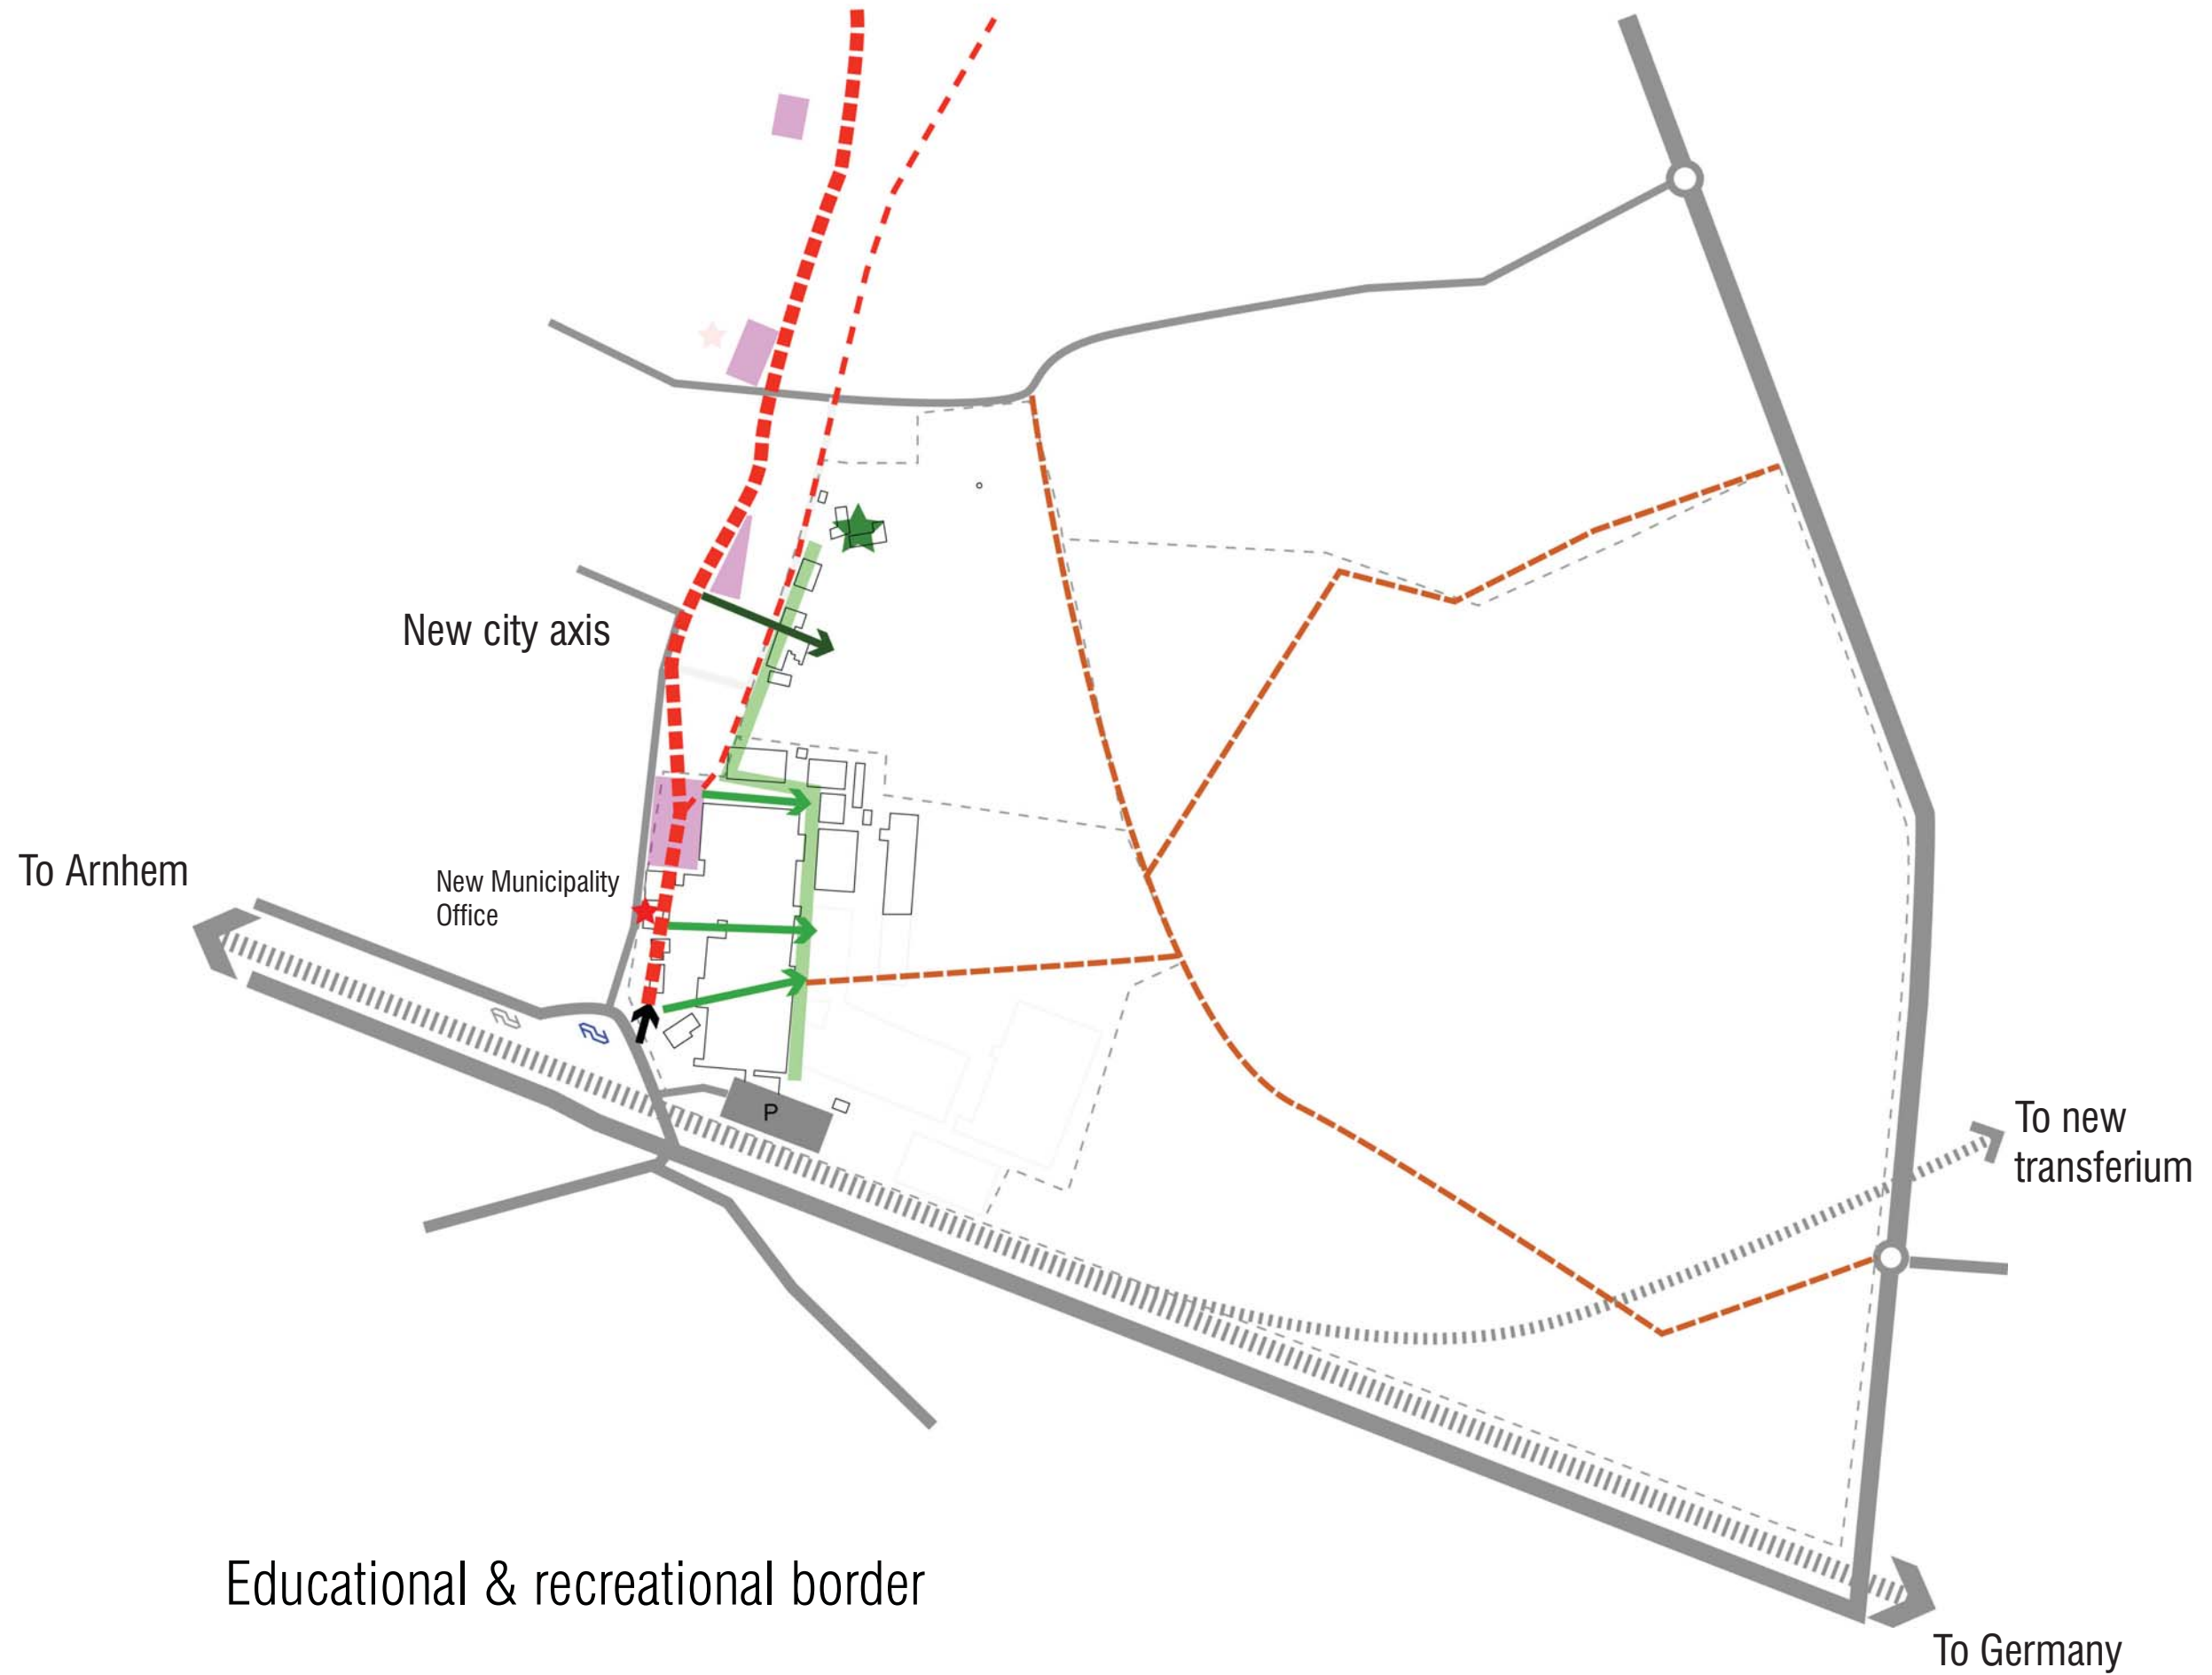 New city axis
To Arnhem
New Municipality
Office
P
To new
transferium
Educational & recreational border
To Germany